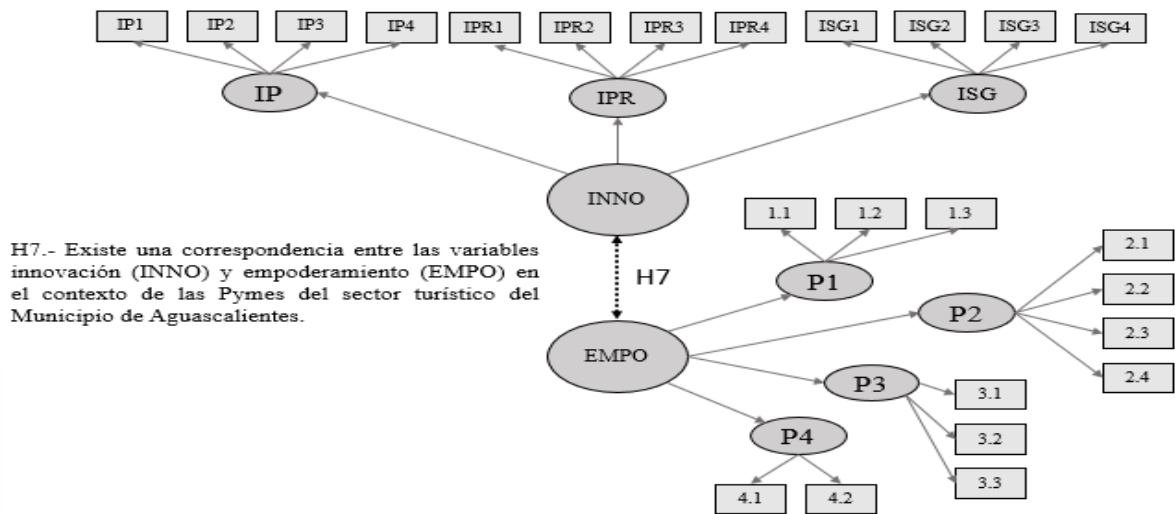 IP1 IP2 IP3 IP4 IPR1 IPR2 IPR3 IPR4 ISG1 ISG2 ISG3 ISG4
IP IPR ISG
INNO
1.1 1.2 1.3
H7.- Existe una correspondencia entre las variables
innovación (INNO) y empoderamiento (EMPO) en
el contexto de las Pymes del sector turístico del
Municipio de Aguascalientes.
H7
P1
2.1
2.2
2.3
2.4
P2
EMPO
P3
3.1
3.2
3.3
P4
4.1 4.2